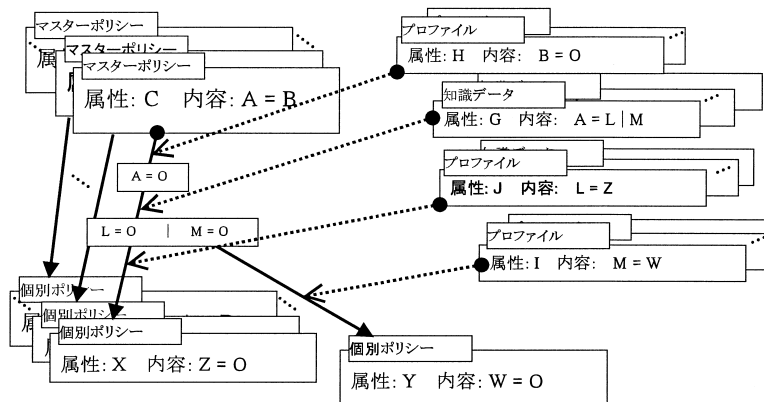 マスターポリシー
マスターポリシー
マスターポリシー
属
属性: C 内容: A = B
プロファイル
属性: H 内容: B = O
知識データ
属性: G 内容: A = L | M
プロファイル
属性: J 内容: L = Z
プロファイル
属性: I 内容: M = W
A = O
L = O | M = O
個別ポリシー
個別ポリシー
個別ポリシー
属性: X 内容: Z = O
個別ポリシー
属性: Y 内容: W = O